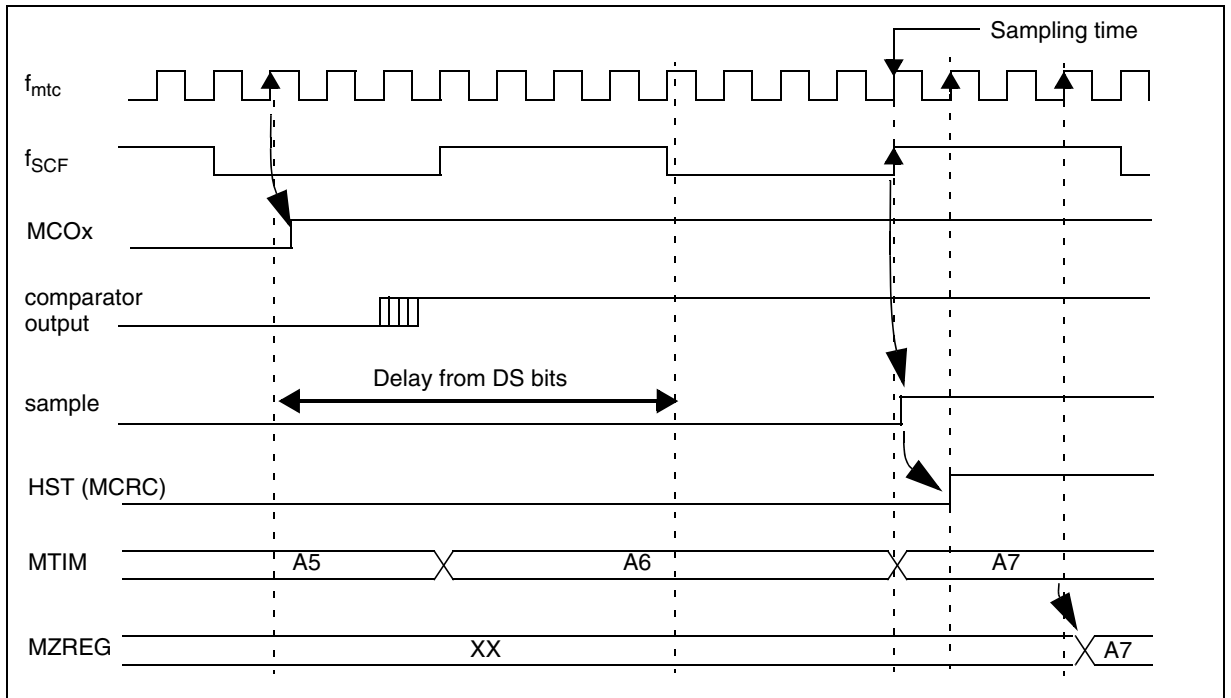 Sampling time
fmtc
fSCF
MCOx
comparator
output
Delay from DS bits
sample
HST (MCRC)
MTIM
A5
A6
A7
MZREG
XX
A7